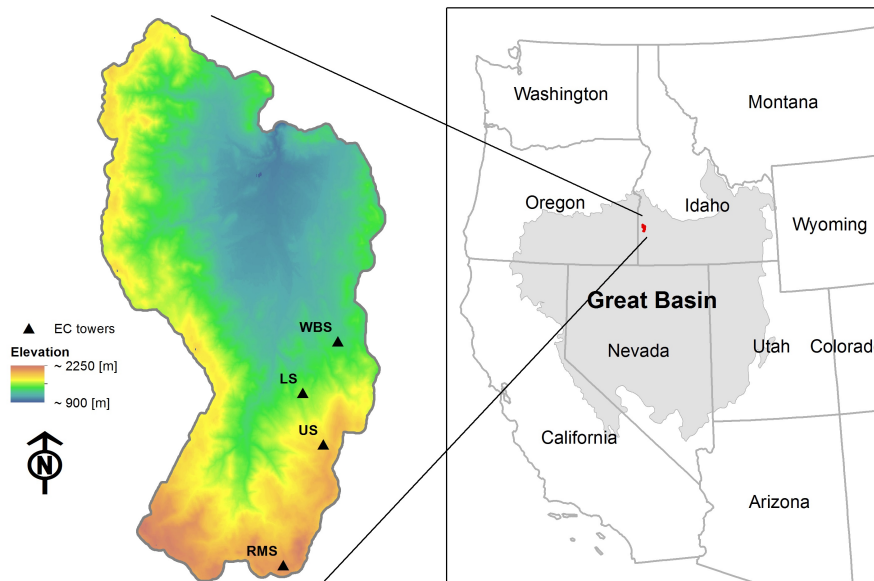 WBS
LS
US
RMS
EC towers
Elevation
~ 2250 [m]
~ 900 [m]
N
Washington
Montana
Oregon
Idaho
Wyoming
Great Basin
Nevada
Utah
Colorad
California
Arizona